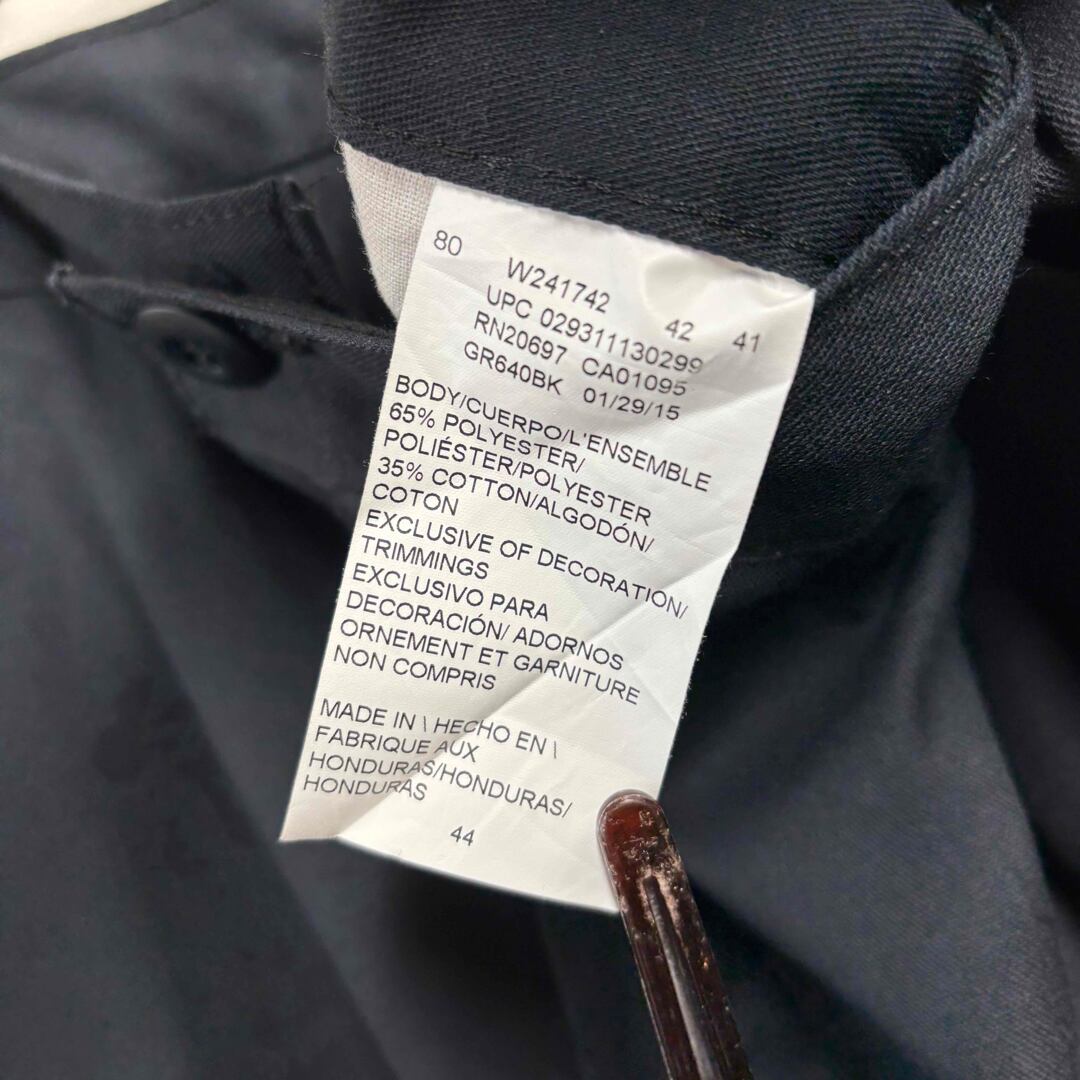 80 W241742 42 41
UPC 029311130299
RN20697 CA01095
GR640BK 01/29/15
BODY/CUERPO/L'ENSEMBLE
65% POLYESTER/
POLIÉSTER/POLYESTER
35% COTTON/ALGODÓN/
COTON
EXCLUSIVE OF DECORATION/
TRIMMINGS
EXCLUSIVO PARA
DECORACIÓN/ ADORNOS
ORNEMENT ET GARNITURE
NON COMPRIS
MADE IN \ HECHO EN \
FABRIQUE AUX
HONDURAS/HONDURAS/
HONDURAS
44